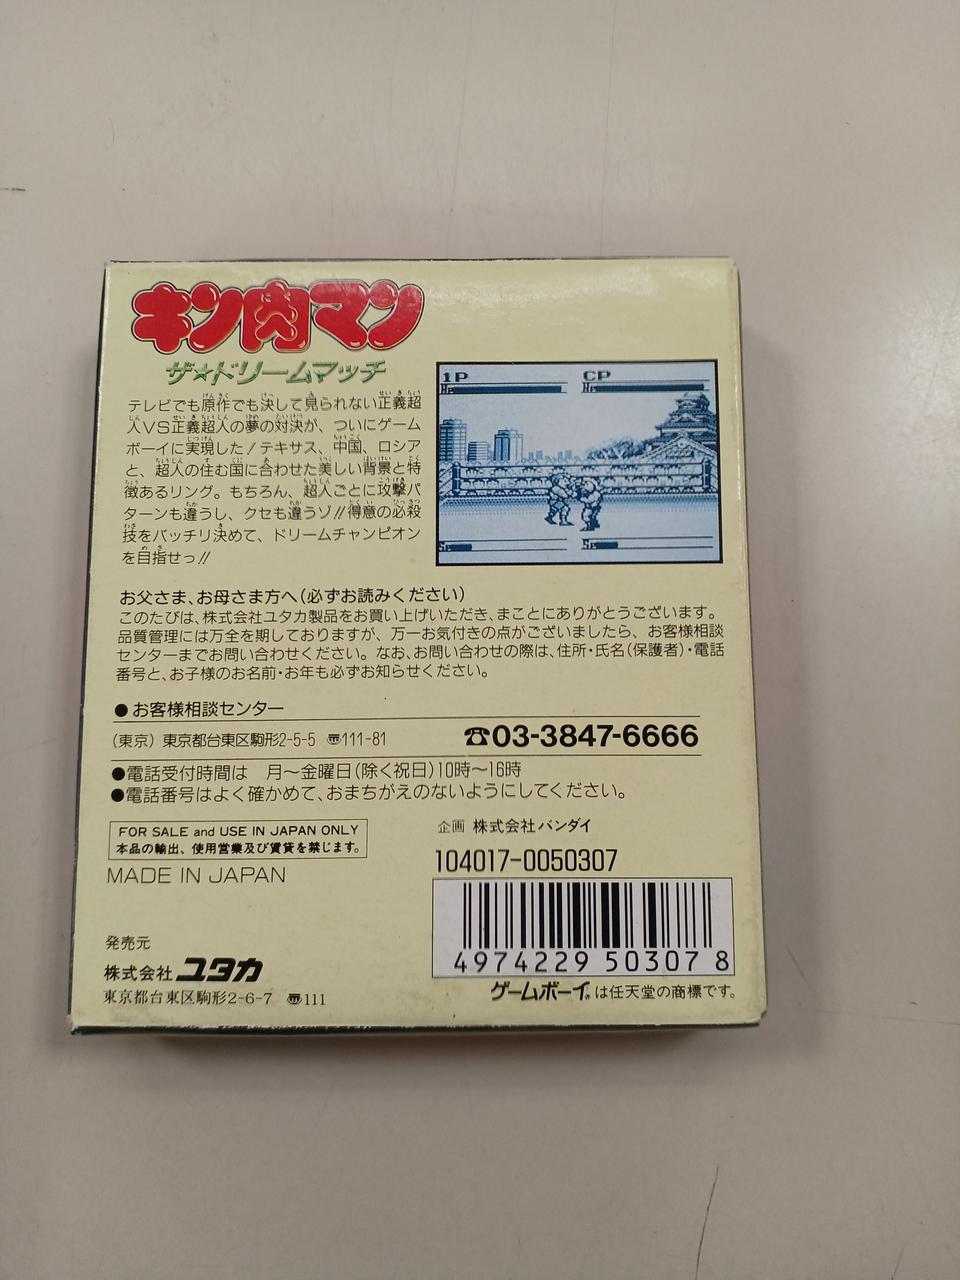 キン肉マン
ザ☆ドリームマッチ
テレビでも原作でも決して見られない正義超
人VS正義超人の夢の対決が、ついにゲーム
ボーイに実現した!テキサス、中国、ロシア
と、超人の住む国に合わせた美しい背景と特
徴あるリング。もちろん、超人ごとに攻撃パ
ターンも違うし、クセも違うゾ!!得意の必殺
技をバッチリ決めて、ドリームチャンピオン
を目指せっ!!
1P
CP
お父さま、お母さま方へ(必ずお読みください)
このたびは、株式会社ユタカ製品をお買い上げいただき、まことにありがとうございます。
品質管理には万全を期しておりますが、万一お気付きの点がございましたら、お客様相談
センターまでお問い合わせください。なお、お問い合わせの際は、住所・氏名(保護者)・電話
番号と、お子様のお名前・お年も必ずお知らせください。
●お客様相談センター
(東京) 東京都台東区駒形2-5-5 〠111-81 ☎03-3847-6666
●電話受付時間は 月〜金曜日(除く祝日)10時〜16時
●電話番号はよく確かめて、おまちがえのないようにしてください。
FOR SALE and USE IN JAPAN ONLY
本品の輸出、使用営業及び賃貸を禁じます。
MADE IN JAPAN
企画 株式会社バンダイ
104017-0050307
4974229 503078
ゲームボーイは任天堂の商標です。
発売元
株式会社 ユタカ
東京都台東区駒形2-6-7 〠111